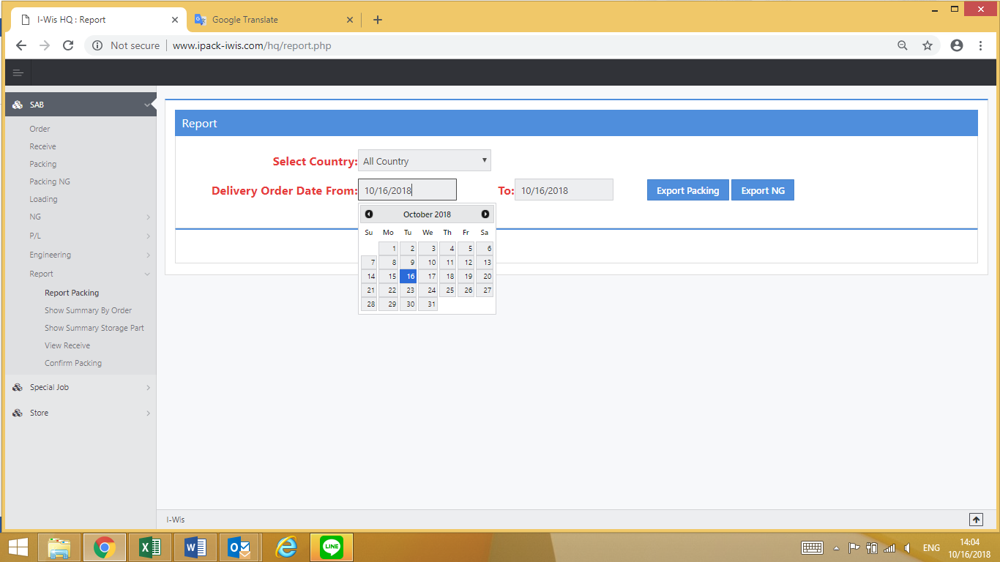 I-Wis HQ : Report
Google Translate
Not secure | www.ipack-iwis.com/hq/report.php
SAB
Order
Receive
Packing
Packing NG
Loading
NG
P/L
Engineering
Report
Report Packing
Show Summary By Order
Show Summary Storage Part
View Receive
Confirm Packing
Special Job
Store
Report
Select Country: All Country
Delivery Order Date From: 10/16/2018 To: 10/16/2018 Export Packing Export NG
October 2018
Su Mo Tu We Th Fr Sa
1 2 3 4 5 6
7 8 9 10 11 12 13
14 15 16 17 18 19 20
21 22 23 24 25 26 27
28 29 30 31
I-Wis
LINE
ENG
14:04
10/16/2018